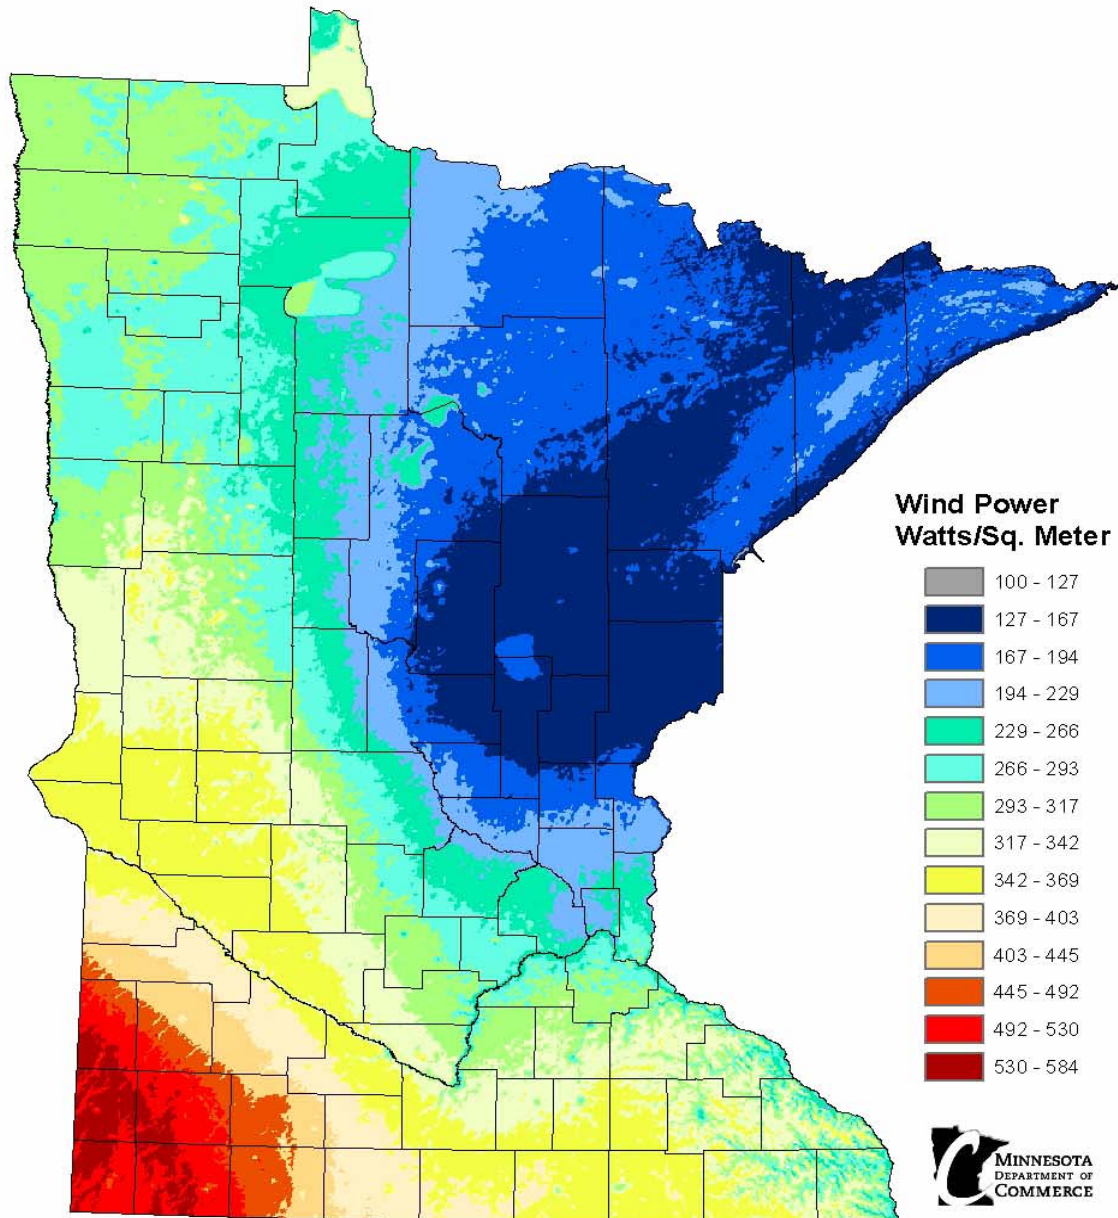 Wind Power
Watts/Sq. Meter
100 - 127
127 - 167
167 - 194
194 - 229
229 - 266
266 - 293
293 - 317
317 - 342
342 - 369
369 - 403
403 - 445
445 - 492
492 - 530
530 - 584
MINNESOTA
DEPARTMENT OF
COMMERCE